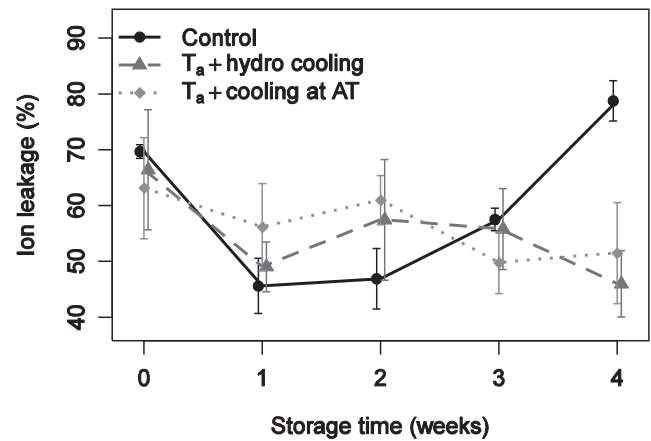 Control
Ta + hydro cooling
Ta + cooling at AT
Ion leakage (%)
90
80
70
60
50
40
0 1 2 3 4
Storage time (weeks)